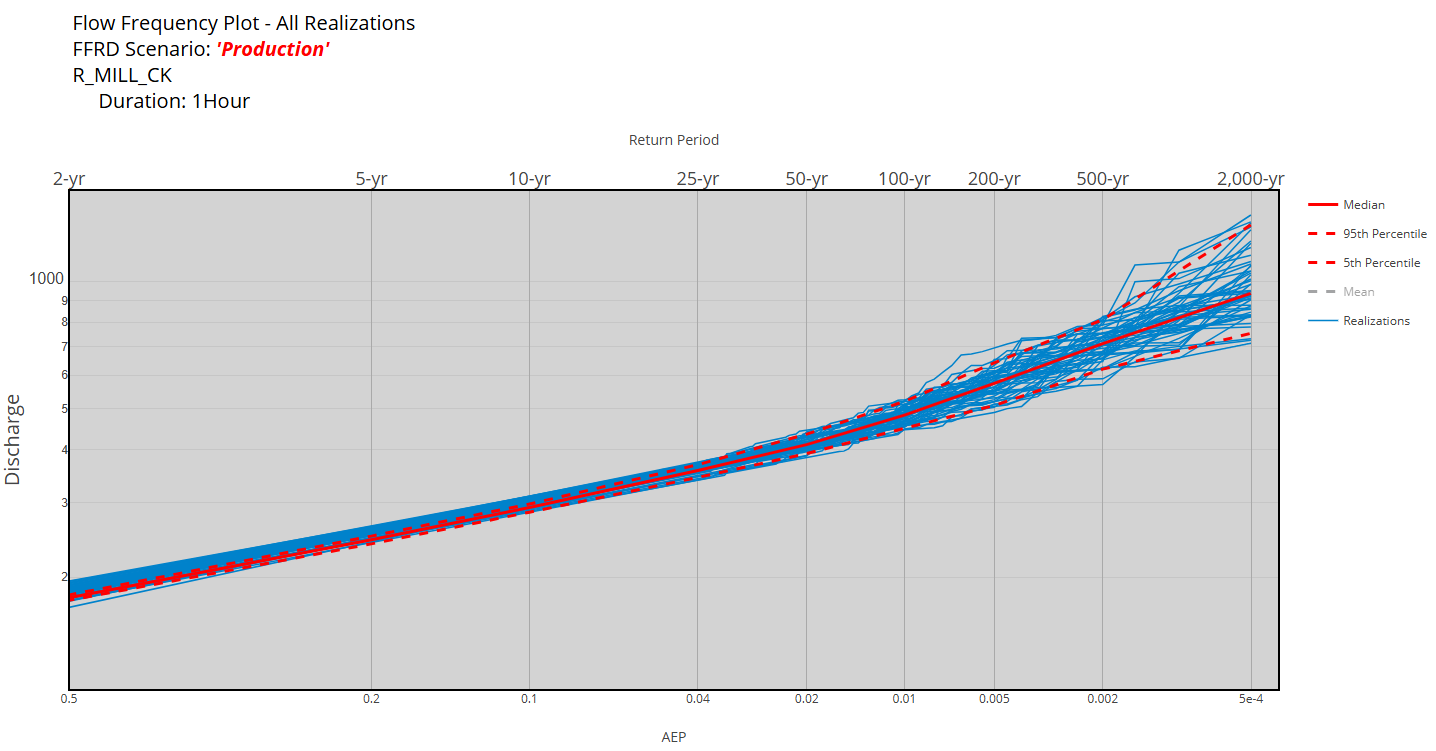 Flow Frequency Plot - All Realizations
FFRD Scenario: 'Production'
R_MILL_CK
Duration: 1Hour
Return Period
2-yr 5-yr 10-yr 25-yr 50-yr 100-yr 200-yr 500-yr 2,000-yr
Median
95th Percentile
5th Percentile
Mean
Realizations
1000
9
8
7
6
5
4
3
2
Discharge
0.5 0.2 0.1 0.04 0.02 0.01 0.005 0.002 5e-4
AEP